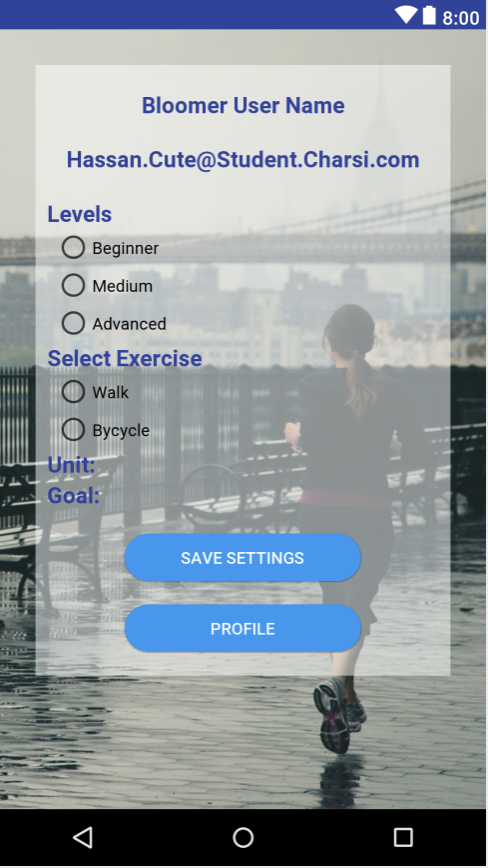 8:00
Bloomer User Name
Hassan.Cute@Student.Charsi.com
Levels
Beginner
Medium
Advanced
Select Exercise
Walk
Bycycle
Unit:
Goal:
SAVE SETTINGS
PROFILE